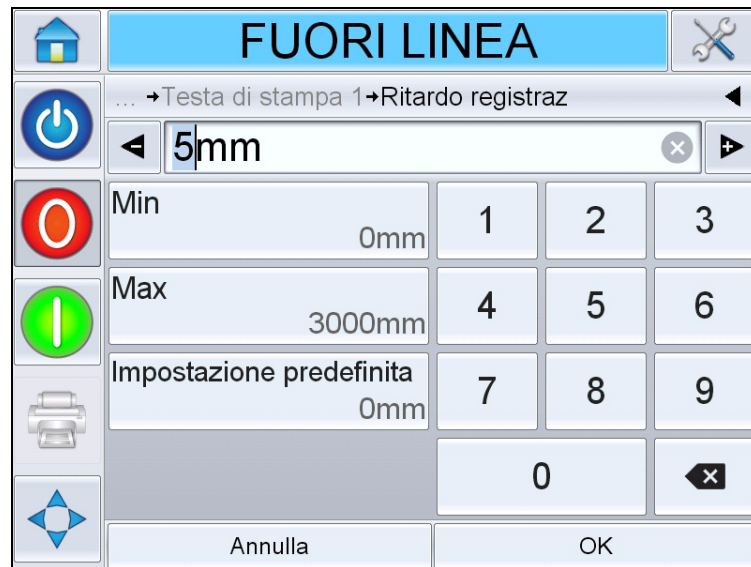 FUORI LINEA
... →Testa di stampa 1→Ritardo registraz
5mm
Min
0mm
1 2 3
Max
3000mm
4 5 6
Impostazione predefinita
0mm
7 8 9
0
Annulla OK